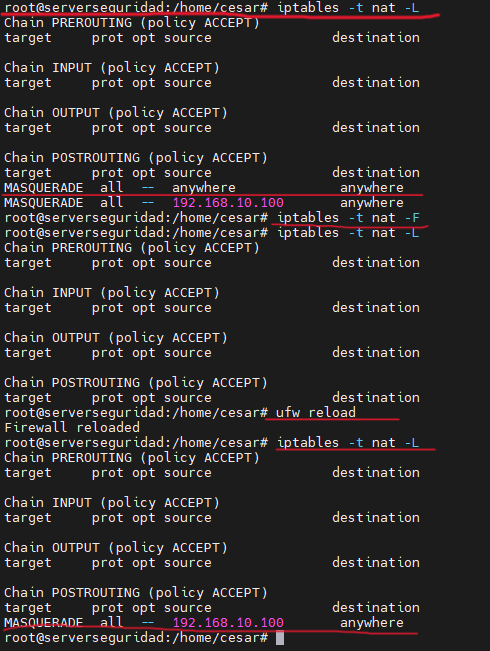 root@serverseguridad:/home/cesar# iptables -t nat -L
Chain PREROUTING (policy ACCEPT)
target     prot opt source               destination
Chain INPUT (policy ACCEPT)
target     prot opt source               destination
Chain OUTPUT (policy ACCEPT)
target     prot opt source               destination
Chain POSTROUTING (policy ACCEPT)
target     prot opt source               destination
MASQUERADE  all  --  anywhere             anywhere
MASQUERADE  all  --  192.168.10.100       anywhere
root@serverseguridad:/home/cesar# iptables -t nat -F
root@serverseguridad:/home/cesar# iptables -t nat -L
Chain PREROUTING (policy ACCEPT)
target     prot opt source               destination
Chain INPUT (policy ACCEPT)
target     prot opt source               destination
Chain OUTPUT (policy ACCEPT)
target     prot opt source               destination
Chain POSTROUTING (policy ACCEPT)
target     prot opt source               destination
root@serverseguridad:/home/cesar# ufw reload
Firewall reloaded
root@serverseguridad:/home/cesar# iptables -t nat -L
Chain PREROUTING (policy ACCEPT)
target     prot opt source               destination
Chain INPUT (policy ACCEPT)
target     prot opt source               destination
Chain OUTPUT (policy ACCEPT)
target     prot opt source               destination
Chain POSTROUTING (policy ACCEPT)
target     prot opt source               destination
MASQUERADE  all  --  192.168.10.100       anywhere
root@serverseguridad:/home/cesar#